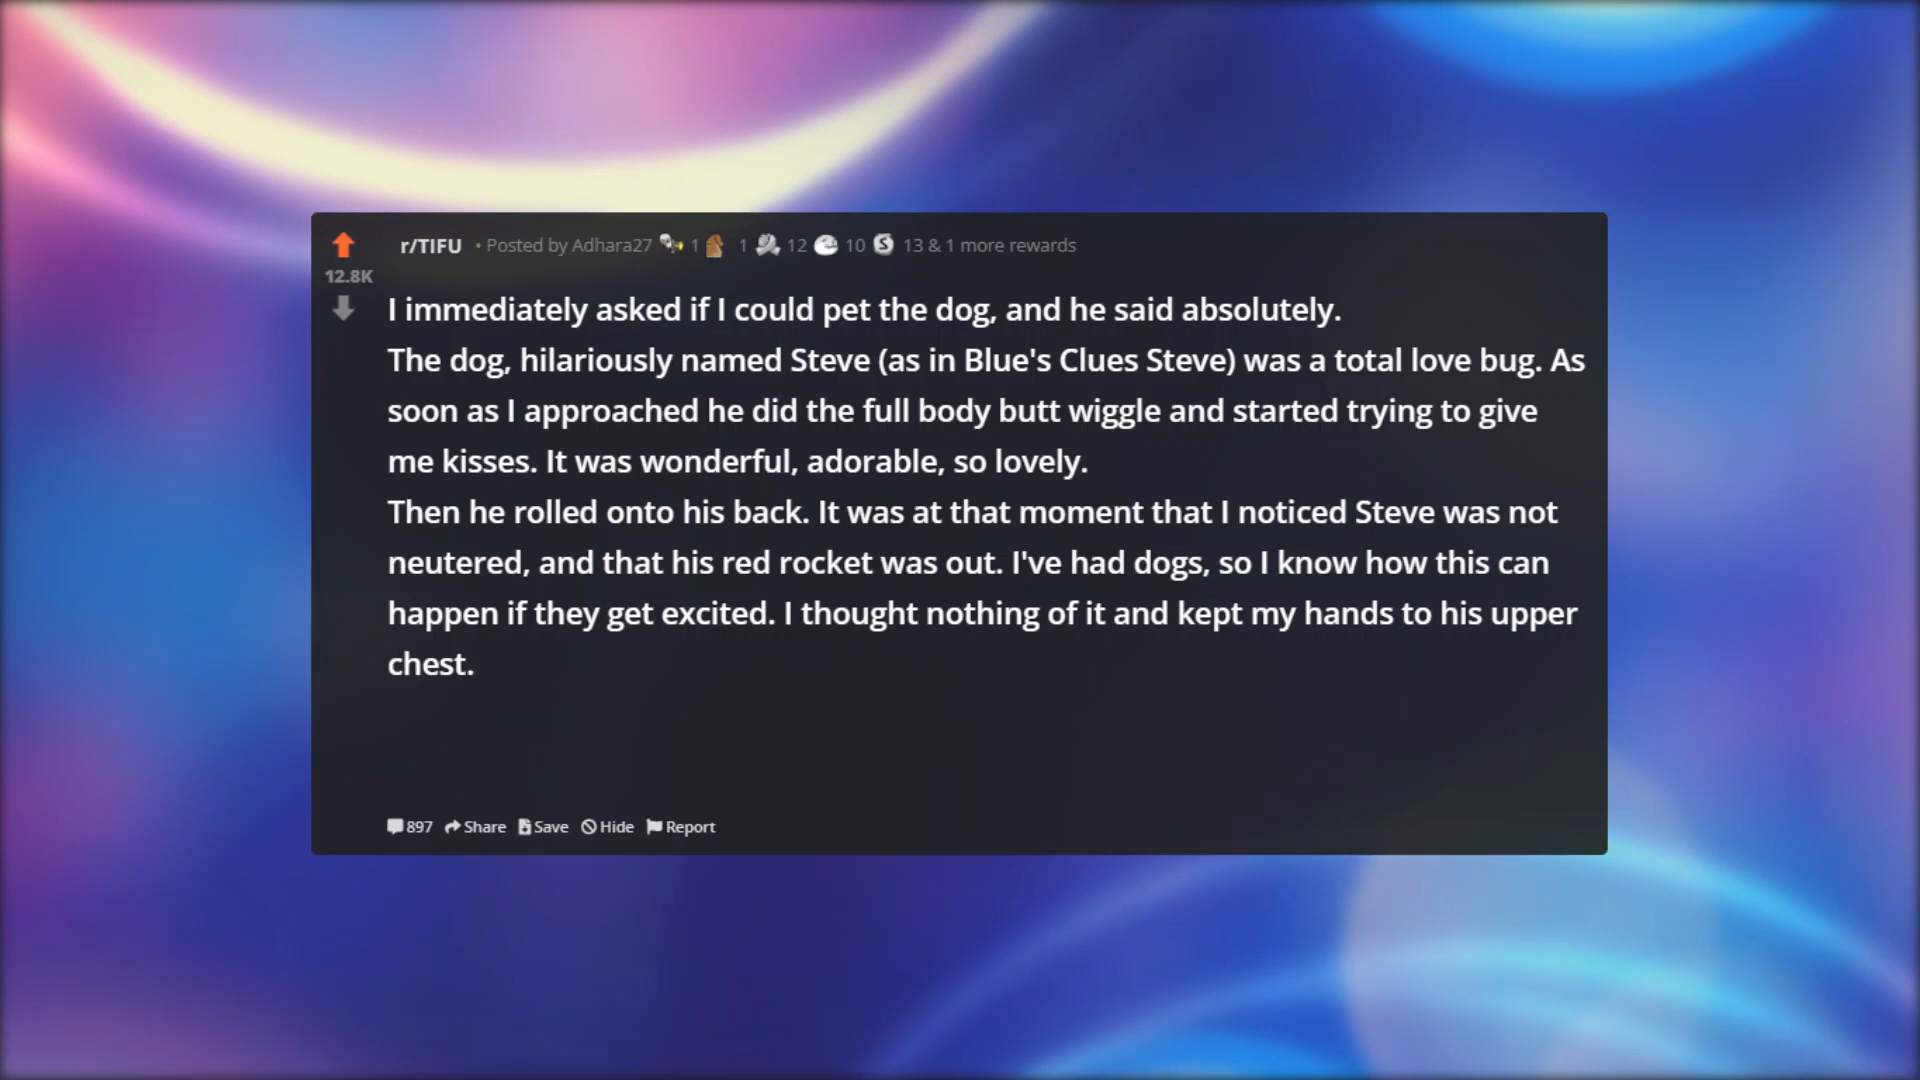 r/TIFU • Posted by Adhara27 1 1 12 10 13 & 1 more rewards
12.8K
I immediately asked if I could pet the dog, and he said absolutely.
The dog, hilariously named Steve (as in Blue's Clues Steve) was a total love bug. As
soon as I approached he did the full body butt wiggle and started trying to give
me kisses. It was wonderful, adorable, so lovely.
Then he rolled onto his back. It was at that moment that I noticed Steve was not
neutered, and that his red rocket was out. I've had dogs, so I know how this can
happen if they get excited. I thought nothing of it and kept my hands to his upper
chest.
897 Share Save Hide Report